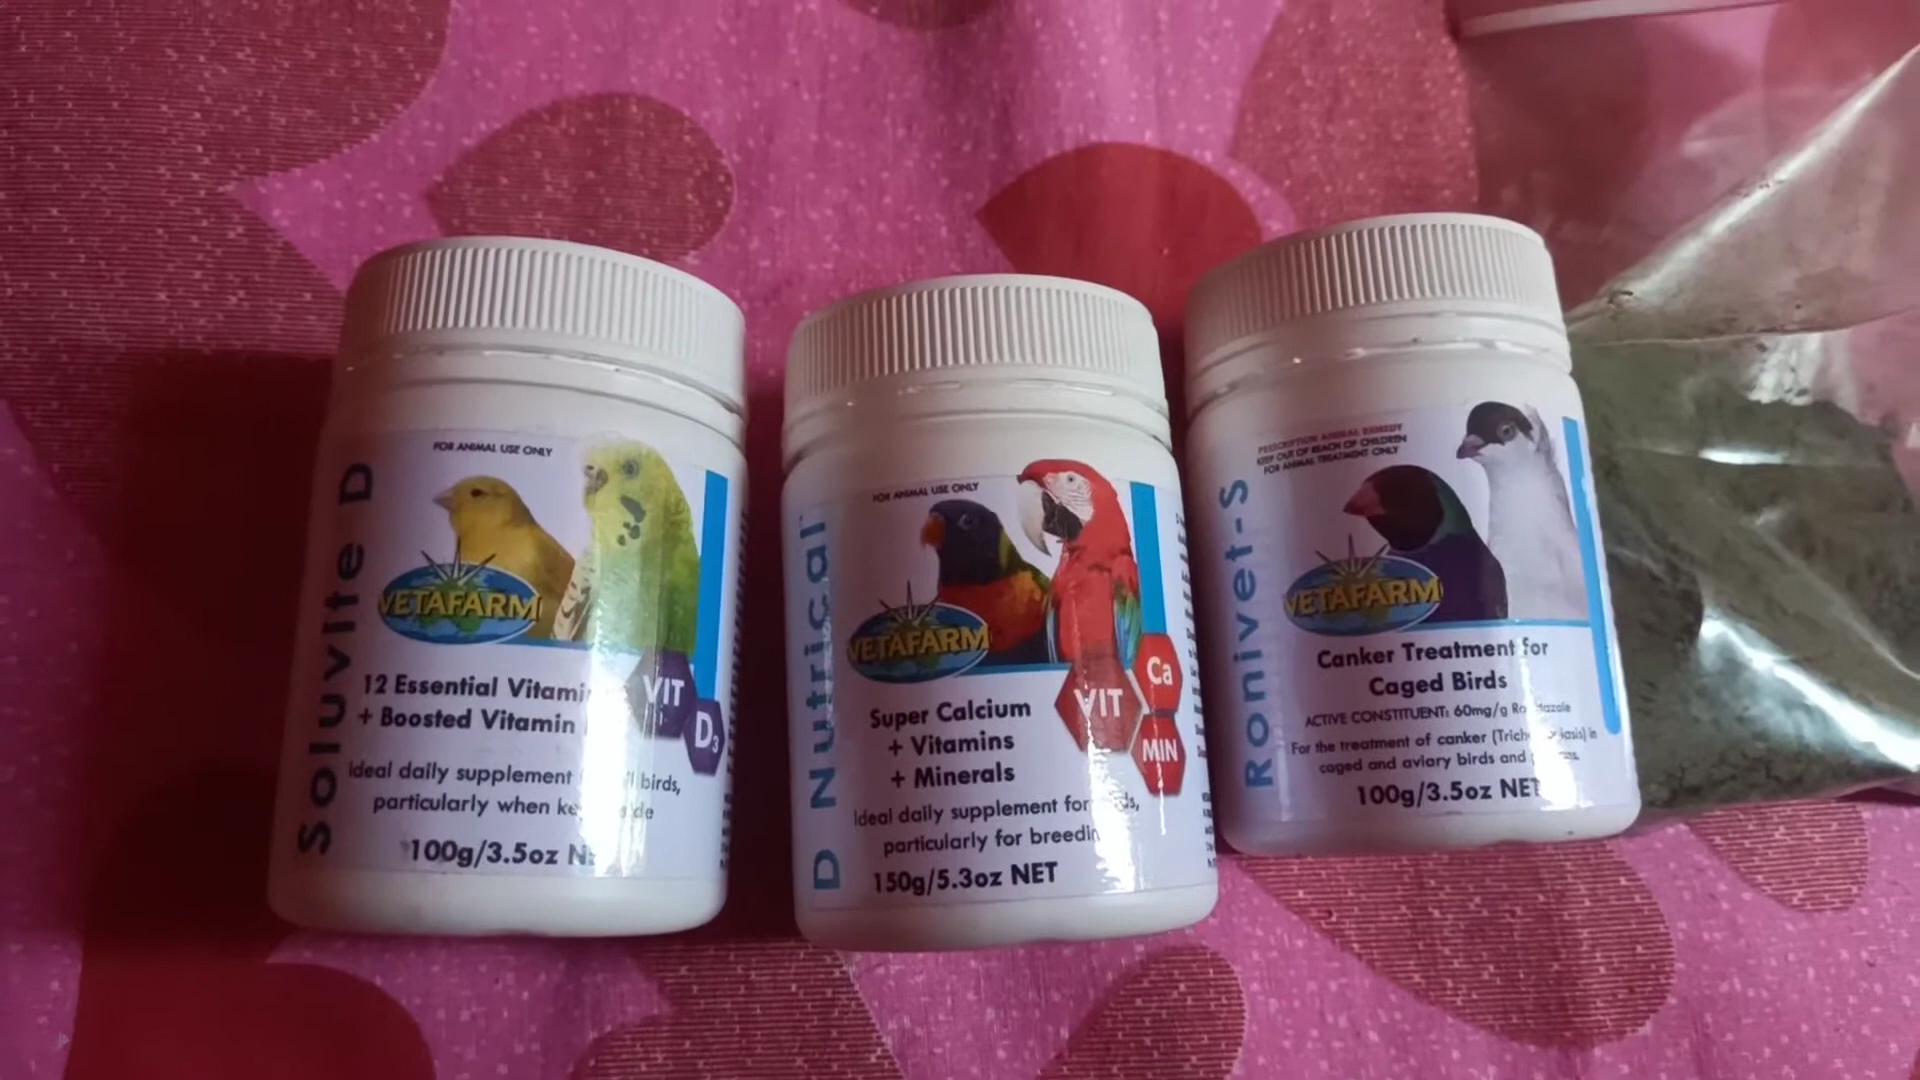 Soluvite D
FOR ANIMAL USE ONLY
VETAFARM
12 Essential
+ Boosted Vitamin
VIT
D3
Ideal daily supplement birds,
particularly when
100g/3.5oz
D Nutrical
FOR ANIMAL USE ONLY
VETAFARM
Super Calcium
+ Vitamins
+ Minerals
VIT
Ca
MIN
Ideal daily supplement for
particularly for
150g/5.3oz NET
Ronivet-S
PRESCRIPTION ANIMAL REMEDY
KEEP OUT OF REACH OF CHILDREN
FOR ANIMAL TREATMENT ONLY
VETAFARM
Canker Treatment for
Caged Birds
ACTIVE CONSTITUENT: 60mg/g
For the treatment of canker in
caged and aviary birds and
100g/3.5oz NET